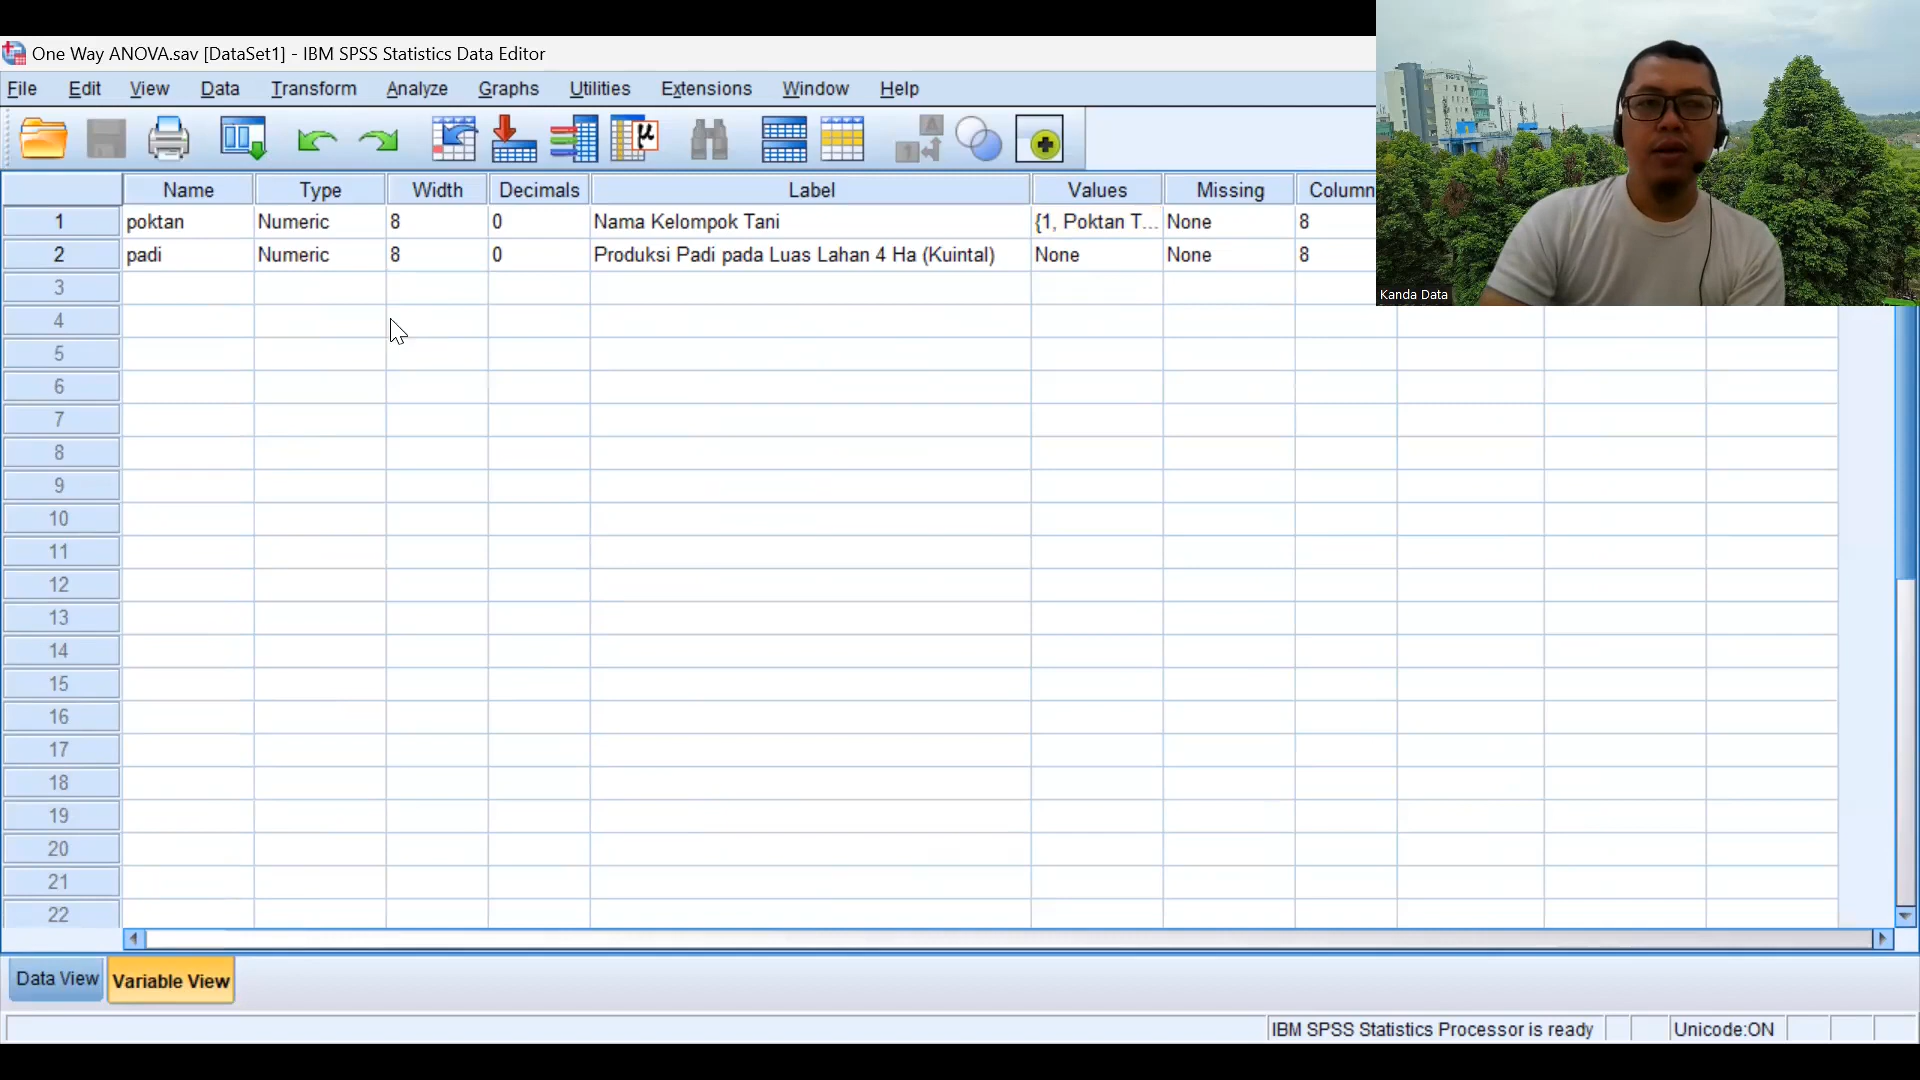 One Way ANOVA.sav [DataSet1] - IBM SPSS Statistics Data Editor
File Edit View Data Transform Analyze Graphs Utilities Extensions Window Help
Name Type Width Decimals Label Values Missing Column
1 poktan Numeric 8 0 Nama Kelompok Tani {1, Poktan T... None 8
2 padi Numeric 8 0 Produksi Padi pada Luas Lahan 4 Ha (Kuintal) None None 8
Kanda Data
3
4
5
6
7
8
9
10
11
12
13
14
15
16
17
18
19
20
21
22
Data View Variable View
IBM SPSS Statistics Processor is ready Unicode:ON